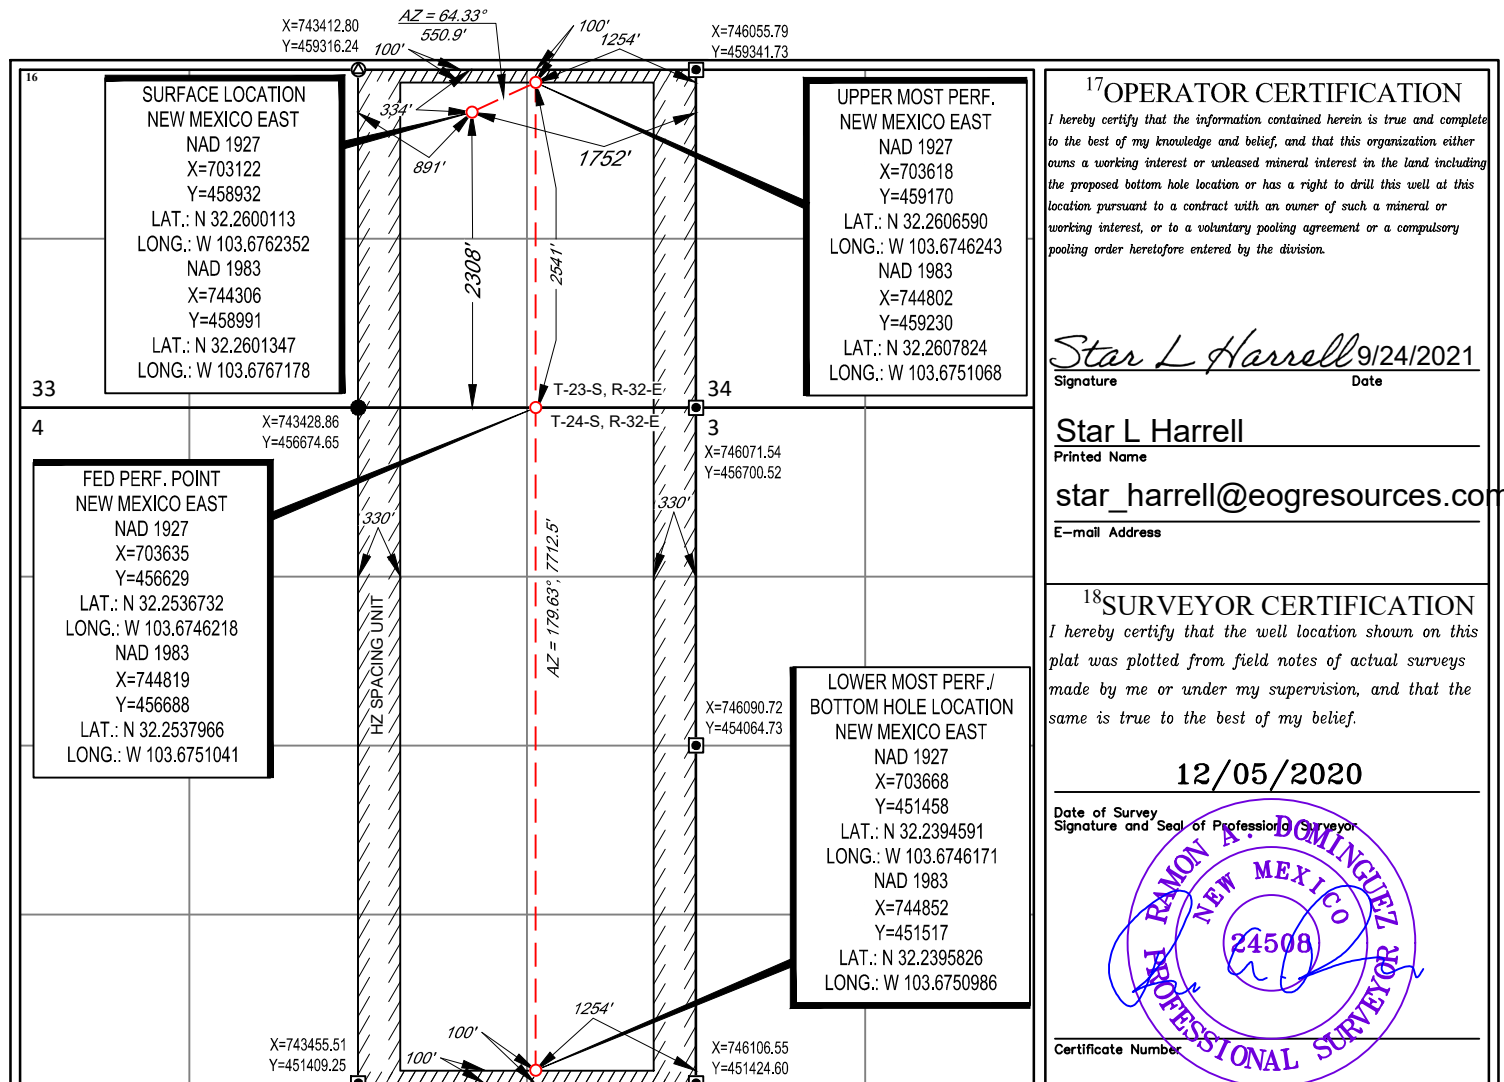 X=743412.80
Y=459316.24
AZ = 64.33°
550.9'
100'
100'
1254'
X=746055.79
Y=459341.73
16
SURFACE LOCATION
NEW MEXICO EAST
NAD 1927
X=703122
Y=458932
LAT.: N 32.2600113
LONG.: W 103.6762352
NAD 1983
X=744306
Y=458991
LAT.: N 32.2601347
LONG.: W 103.6767178
334'
891'
1752'
2308'
2541'
UPPER MOST PERF.
NEW MEXICO EAST
NAD 1927
X=703618
Y=459170
LAT.: N 32.2606590
LONG.: W 103.6746243
NAD 1983
X=744802
Y=459230
LAT.: N 32.2607824
LONG.: W 103.6751068
33
T-23-S, R-32-E
34
4
X=743428.86
Y=456674.65
T-24-S, R-32-E
3
X=746071.54
Y=456700.52
FED PERF. POINT
NEW MEXICO EAST
NAD 1927
X=703635
Y=456629
LAT.: N 32.2536732
LONG.: W 103.6746218
NAD 1983
X=744819
Y=456688
LAT.: N 32.2537966
LONG.: W 103.6751041
330'
330'
HZ SPACING UNIT
AZ = 179.63°, 7712.5'
X=746090.72
Y=454064.73
LOWER MOST PERF./
BOTTOM HOLE LOCATION
NEW MEXICO EAST
NAD 1927
X=703668
Y=451458
LAT.: N 32.2394591
LONG.: W 103.6746171
NAD 1983
X=744852
Y=451517
LAT.: N 32.2395826
LONG.: W 103.6750986
1254'
100'
100'
X=743455.51
Y=451409.25
X=746106.55
Y=451424.60
17 OPERATOR CERTIFICATION
I hereby certify that the information contained herein is true and complete
to the best of my knowledge and belief, and that this organization either
owns a working interest or unleased mineral interest in the land including
the proposed bottom hole location or has a right to drill this well at this
location pursuant to a contract with an owner of such a mineral or
working interest, or to a voluntary pooling agreement or a compulsory
pooling order heretofore entered by the division.
Star L Harrell 9/24/2021
Signature Date
Star L Harrell
Printed Name
star_harrell@eogresources.com
E-mail Address
18 SURVEYOR CERTIFICATION
I hereby certify that the well location shown on this
plat was plotted from field notes of actual surveys
made by me or under my supervision, and that the
same is true to the best of my belief.
12/05/2020
Date of Survey
Signature and Seal of Professional Surveyor
RAMON A. DOMINGUEZ
NEW MEXICO
24508
PROFESSIONAL SURVEYOR
Certificate Number